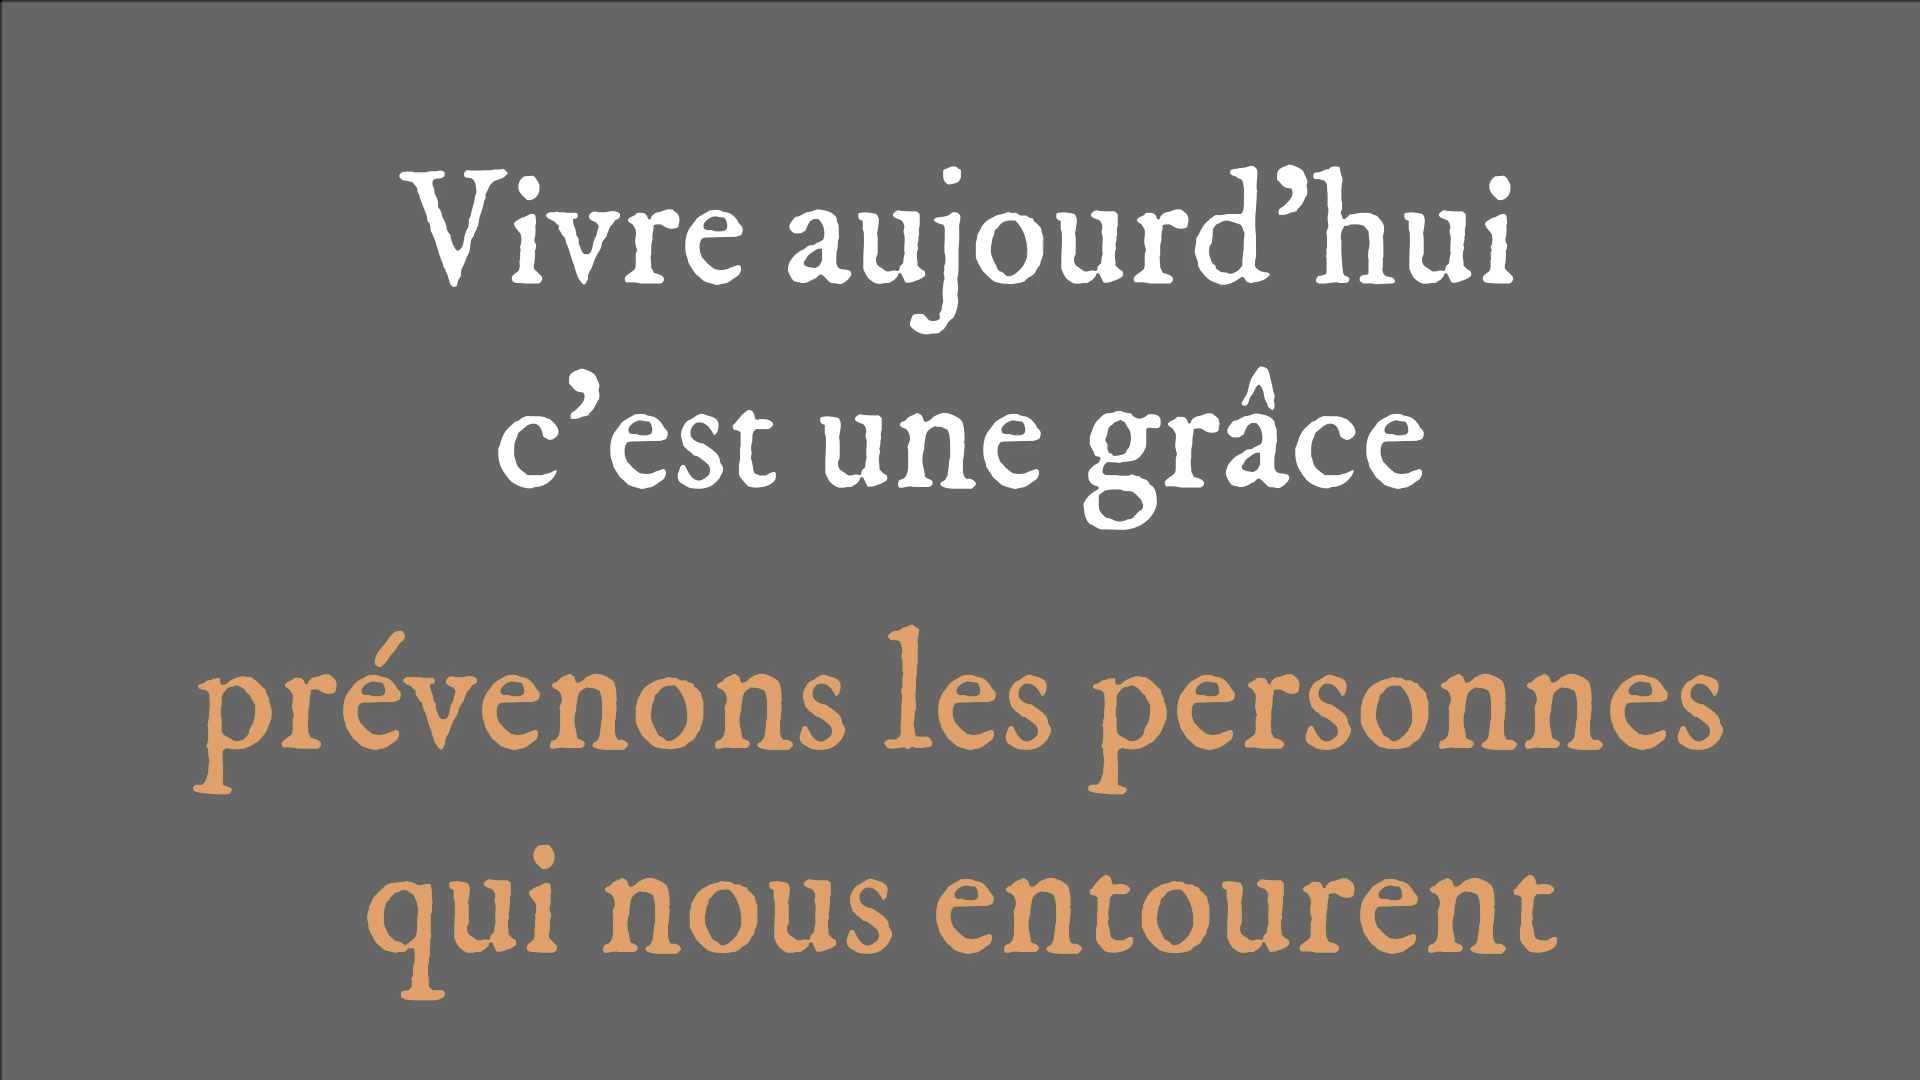 Vivre aujourd’hui
c’est une grâce
prévenons les personnes
qui nous entourent